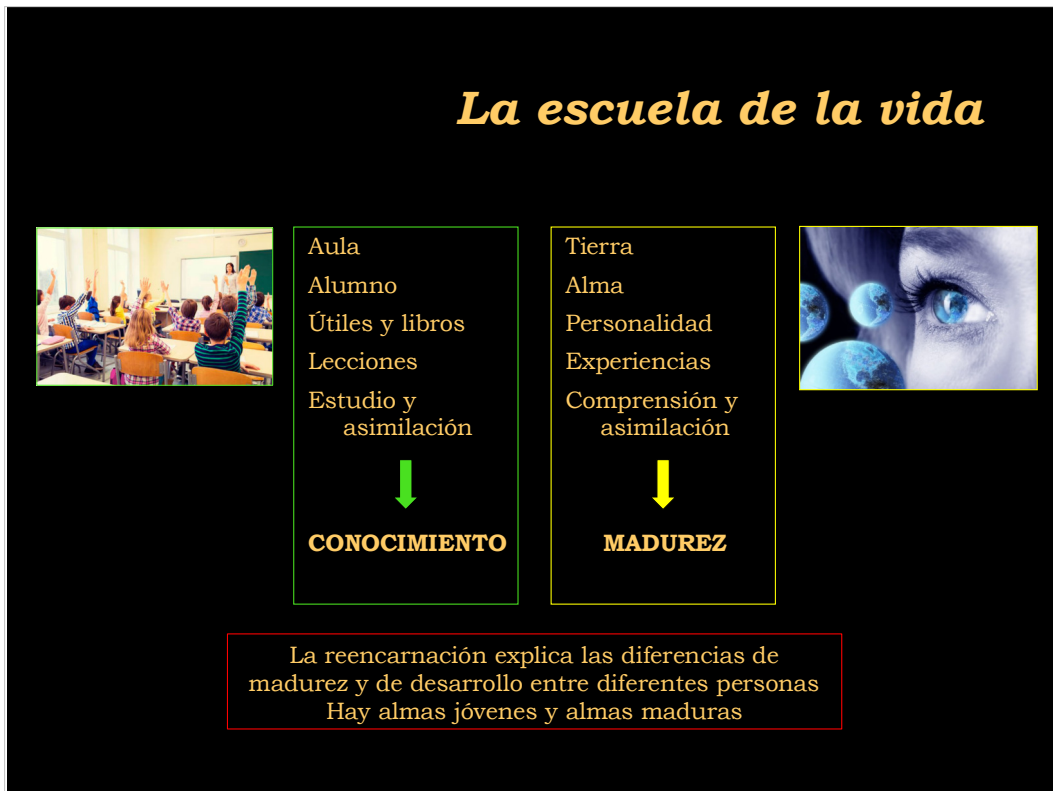 La escuela de la vida
Aula
Alumno
Útiles y libros
Lecciones
Estudio y
asimilación
CONOCIMIENTO
Tierra
Alma
Personalidad
Experiencias
Comprensión y
asimilación
MADUREZ
La reencarnación explica las diferencias de
madurez y de desarrollo entre diferentes personas
Hay almas jóvenes y almas maduras